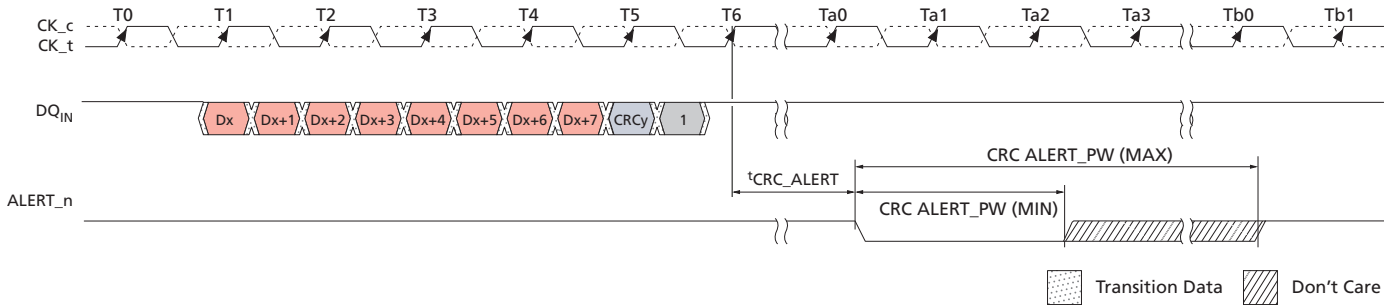 T0 T1 T2 T3 T4 T5 T6 Ta0 Ta1 Ta2 Ta3 Tb0 Tb1
CK_c
CK_t
DQIN
Dx Dx+1 Dx+2 Dx+3 Dx+4 Dx+5 Dx+6 Dx+7 CRCy 1
CRC ALERT_PW (MAX)
tCRC_ALERT
ALERT_n
CRC ALERT_PW (MIN)
Transition Data Don't Care